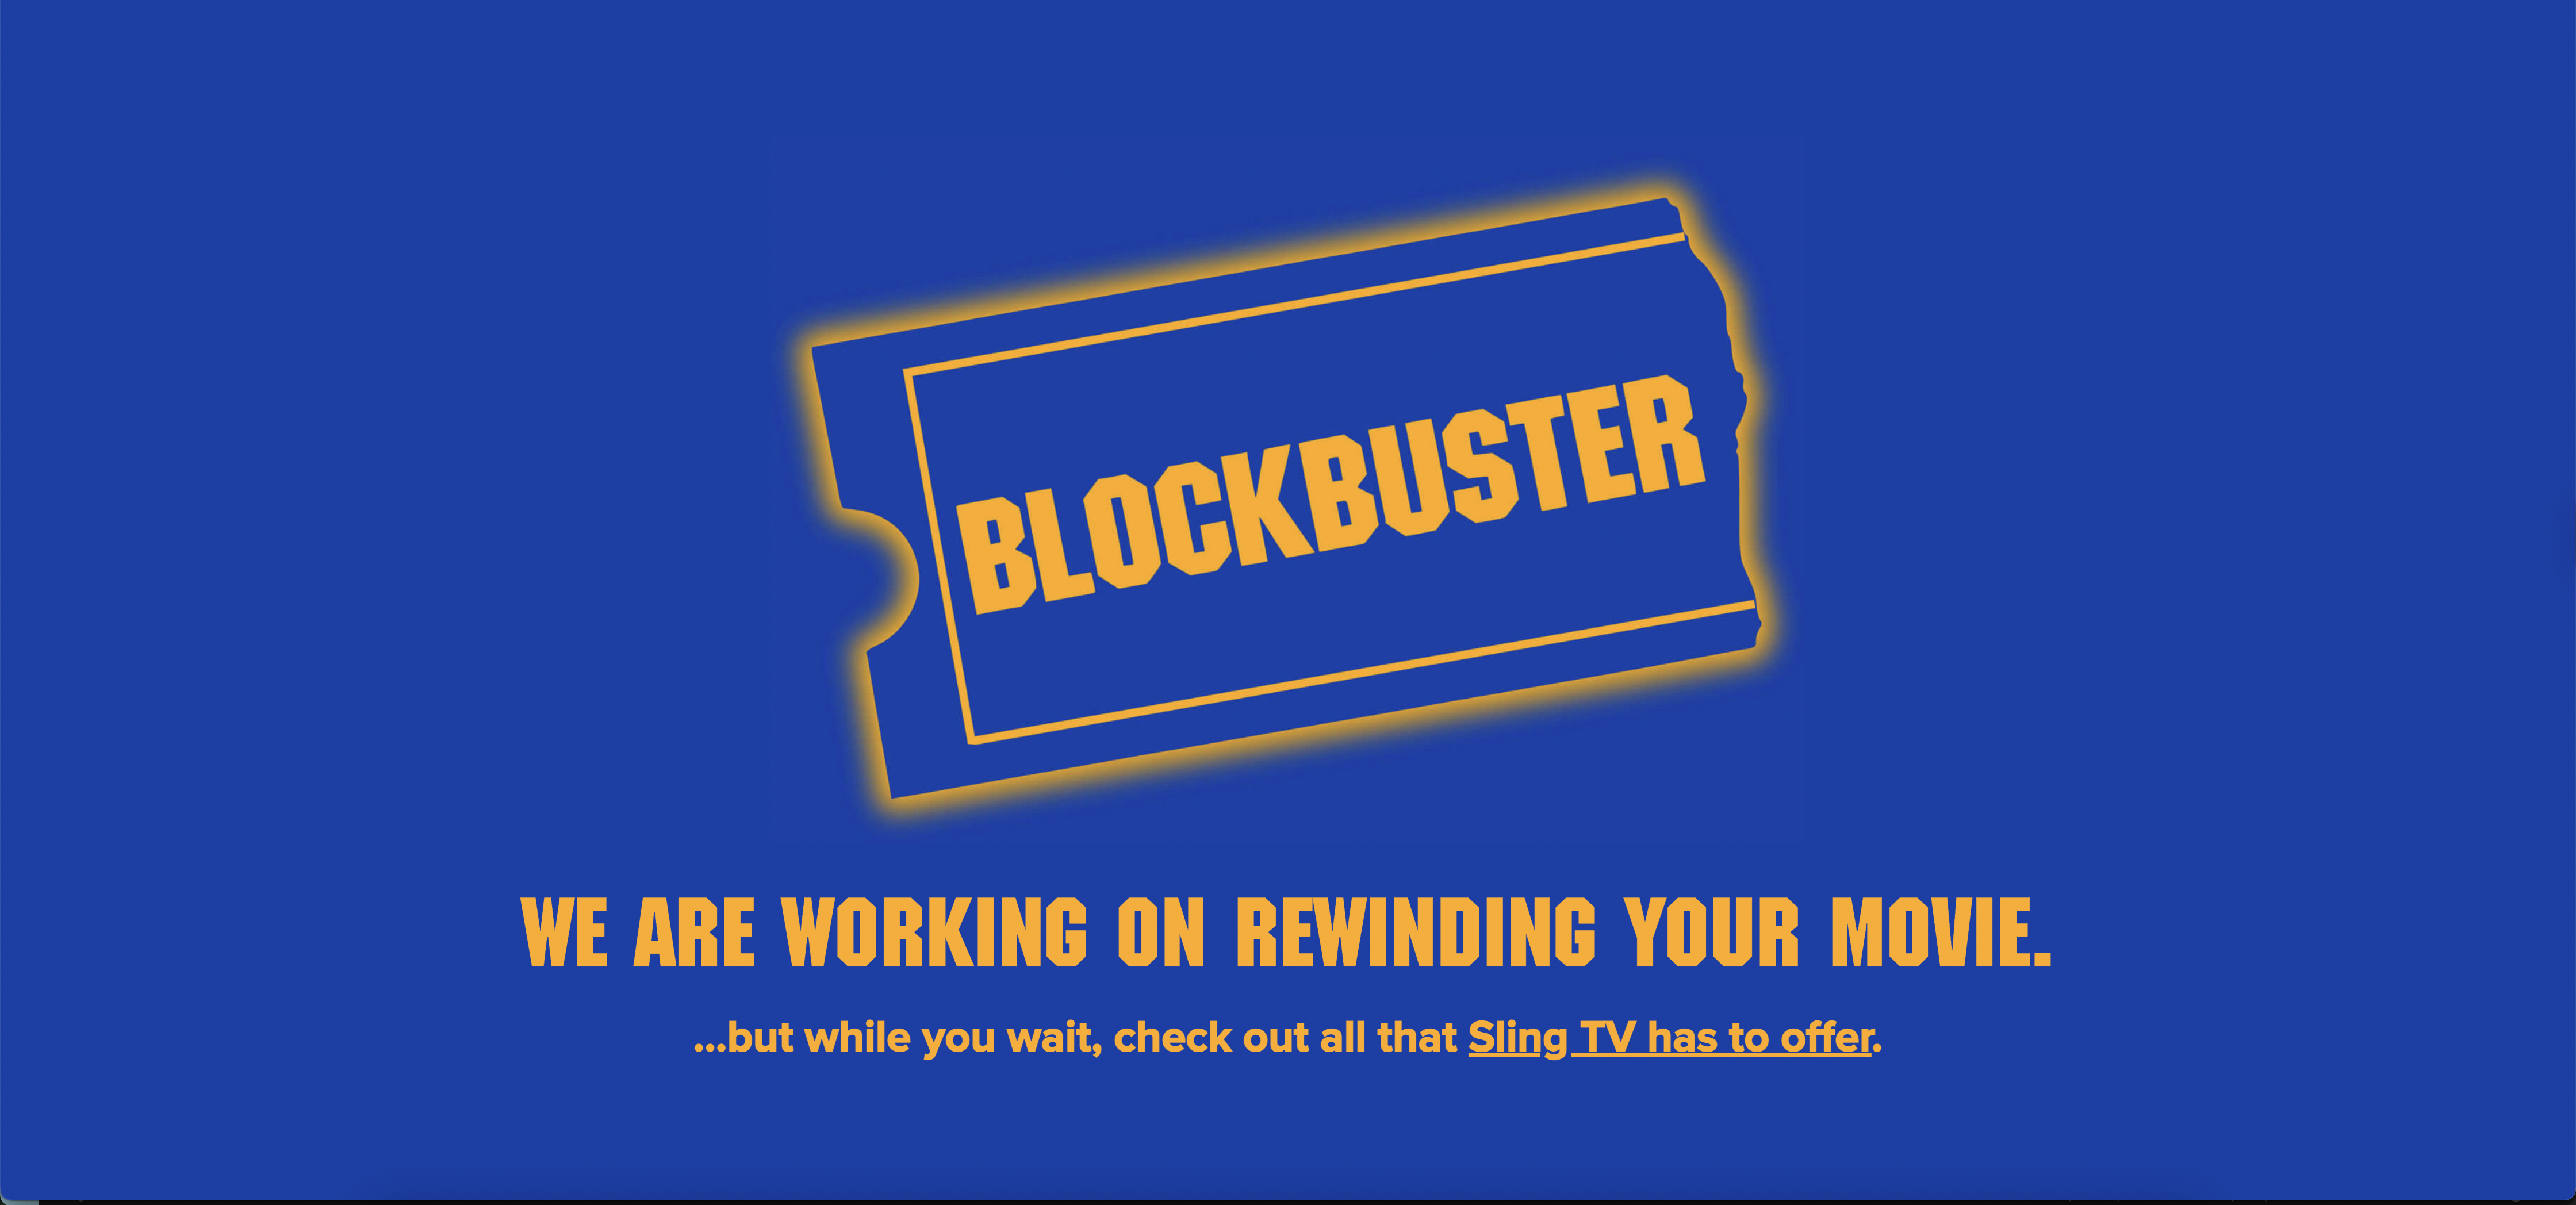 BLOCKBUSTER
WE ARE WORKING ON REWINDING YOUR MOVIE.
...but while you wait, check out all that Sling TV has to offer.